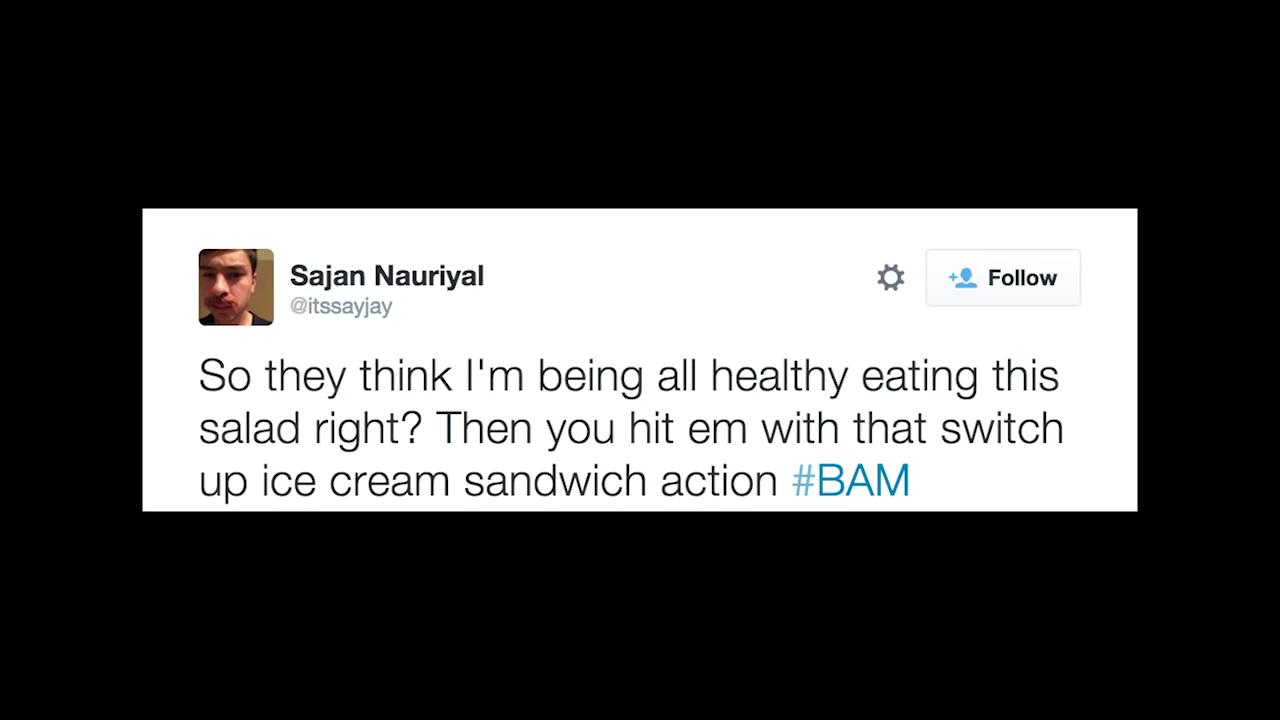 Sajan Nauriyal
@itssayjay
Follow
So they think I'm being all healthy eating this
salad right? Then you hit em with that switch
up ice cream sandwich action #BAM